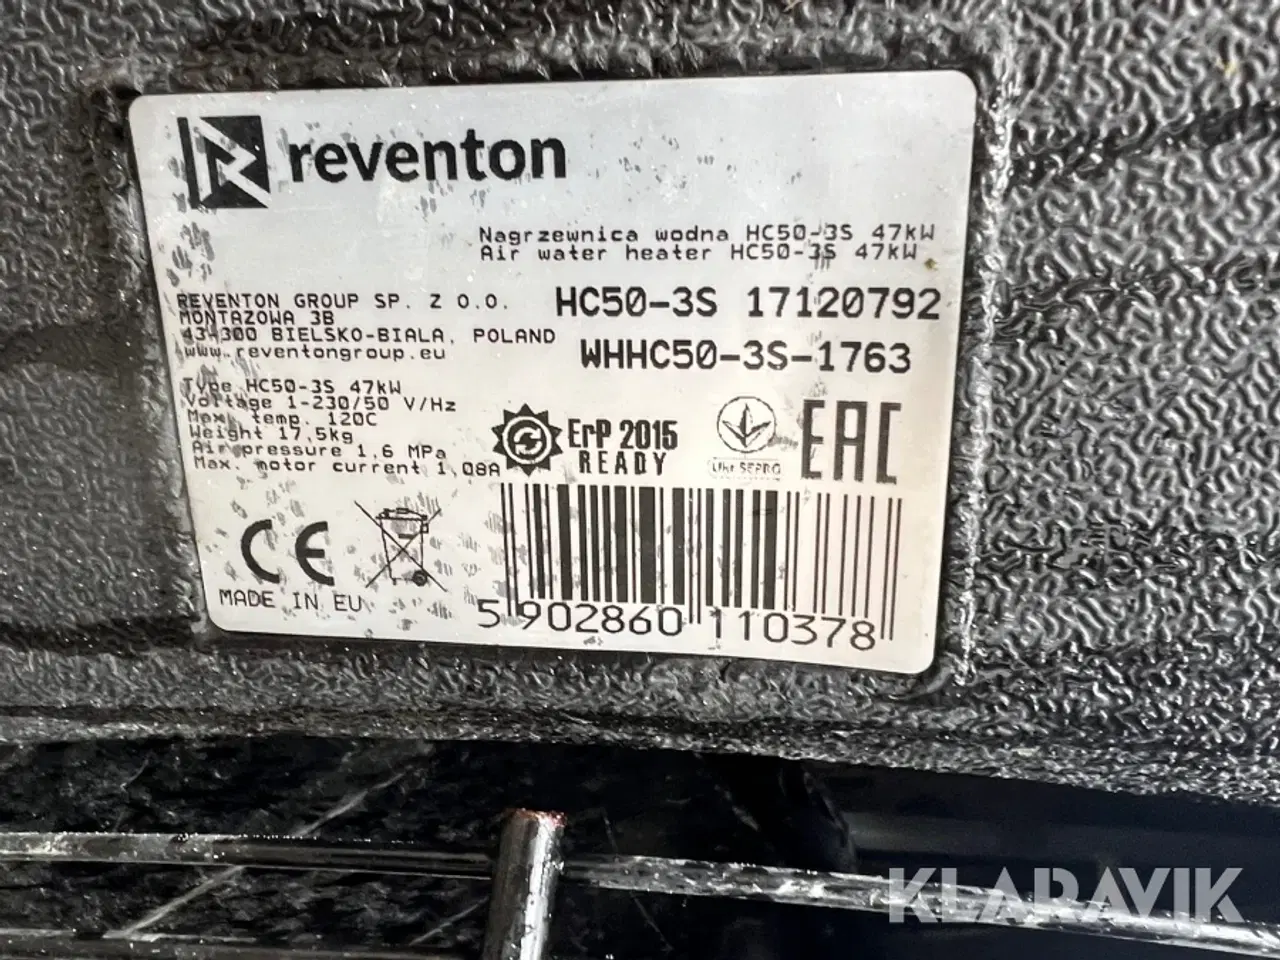 reventon
Nagrzewnica wodna HC50-3S 47kW
Air water heater HC50-3S 47kW
REVENTON GROUP SP. Z O.O.
MONTAZOWA 3B
43-300 BIELSKO-BIALA, POLAND
www.reventongroup.eu
HC50-3S 17120792
WHHC50-3S-1763
Type HC50-3S 47kW
Voltage 1-230/50 V/Hz
Max. temp. 120C
Weight 17,5kg
Air pressure 1,6 MPa
Max. motor current 1,08A
ErP 2015
READY
UkrSEPRO
EAC
CE
MADE IN EU
5 902860 110378
KLARAVIK